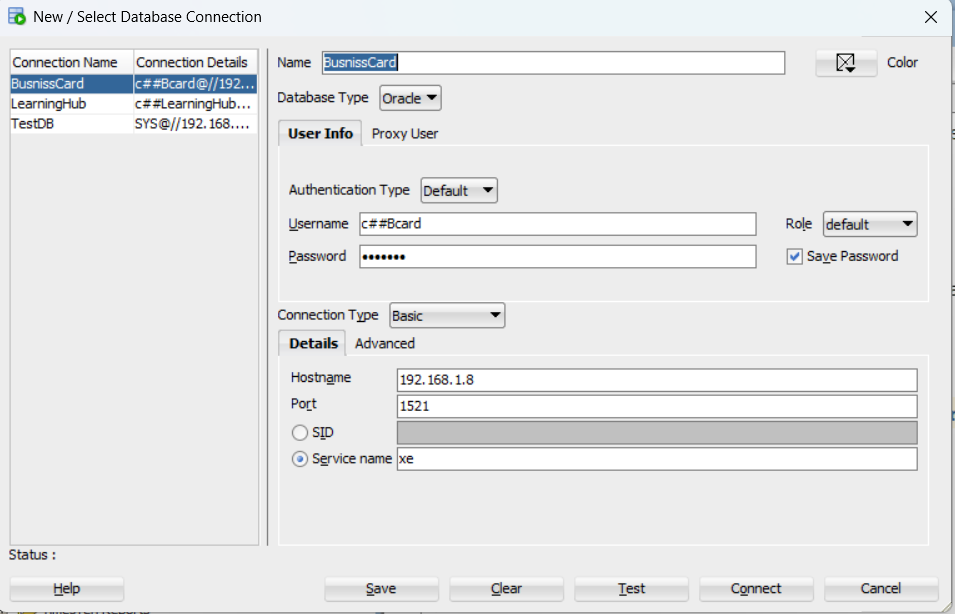 New / Select Database Connection
Connection Name Connection Details
BusnissCard c##Bcard@//192...
LearningHub c##LearningHub...
TestDB SYS@//192.168....
Name BusnissCard Color
Database Type Oracle
User Info Proxy User
Authentication Type Default
Username c##Bcard Role default
Password ••••••• Save Password
Connection Type Basic
Details Advanced
Hostname 192.168.1.8
Port 1521
SID
Service name xe
Status :
Help Save Clear Test Connect Cancel